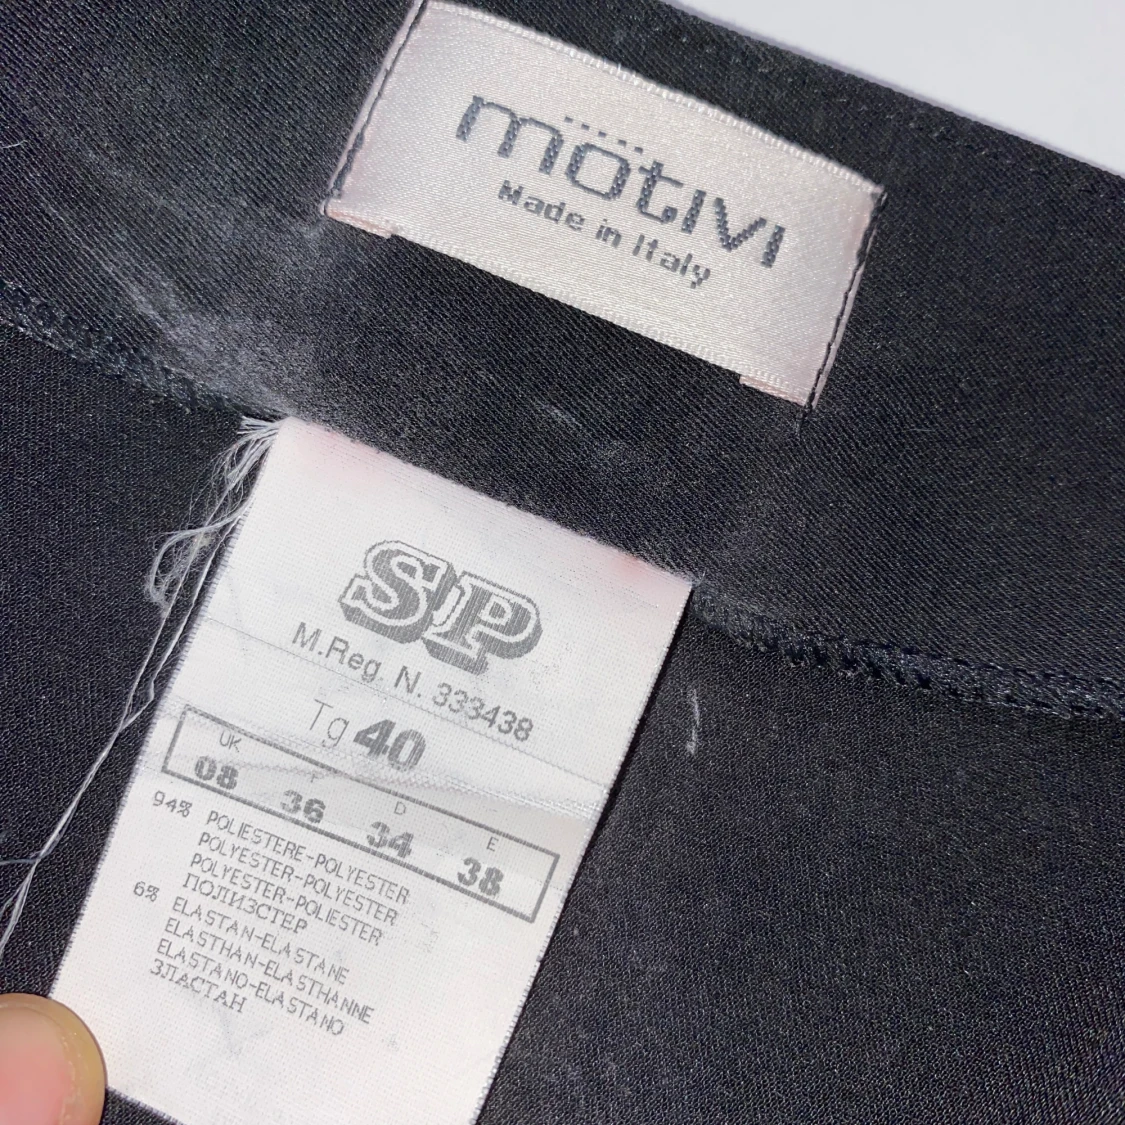 motivi
Made in Italy
SP
M.Reg. N. 333438
Tg 40
UK F D E
08 36 34 38
94% POLIESTERE-POLYESTER
POLYESTER-POLYESTER
POLYESTER-POLIESTER
ПОЛИЭСТЕР
6% ELASTAN-ELASTANE
ELASTHAN-ELASTHANNE
ELASTANO-ELASTANO
ЭЛАСТАН